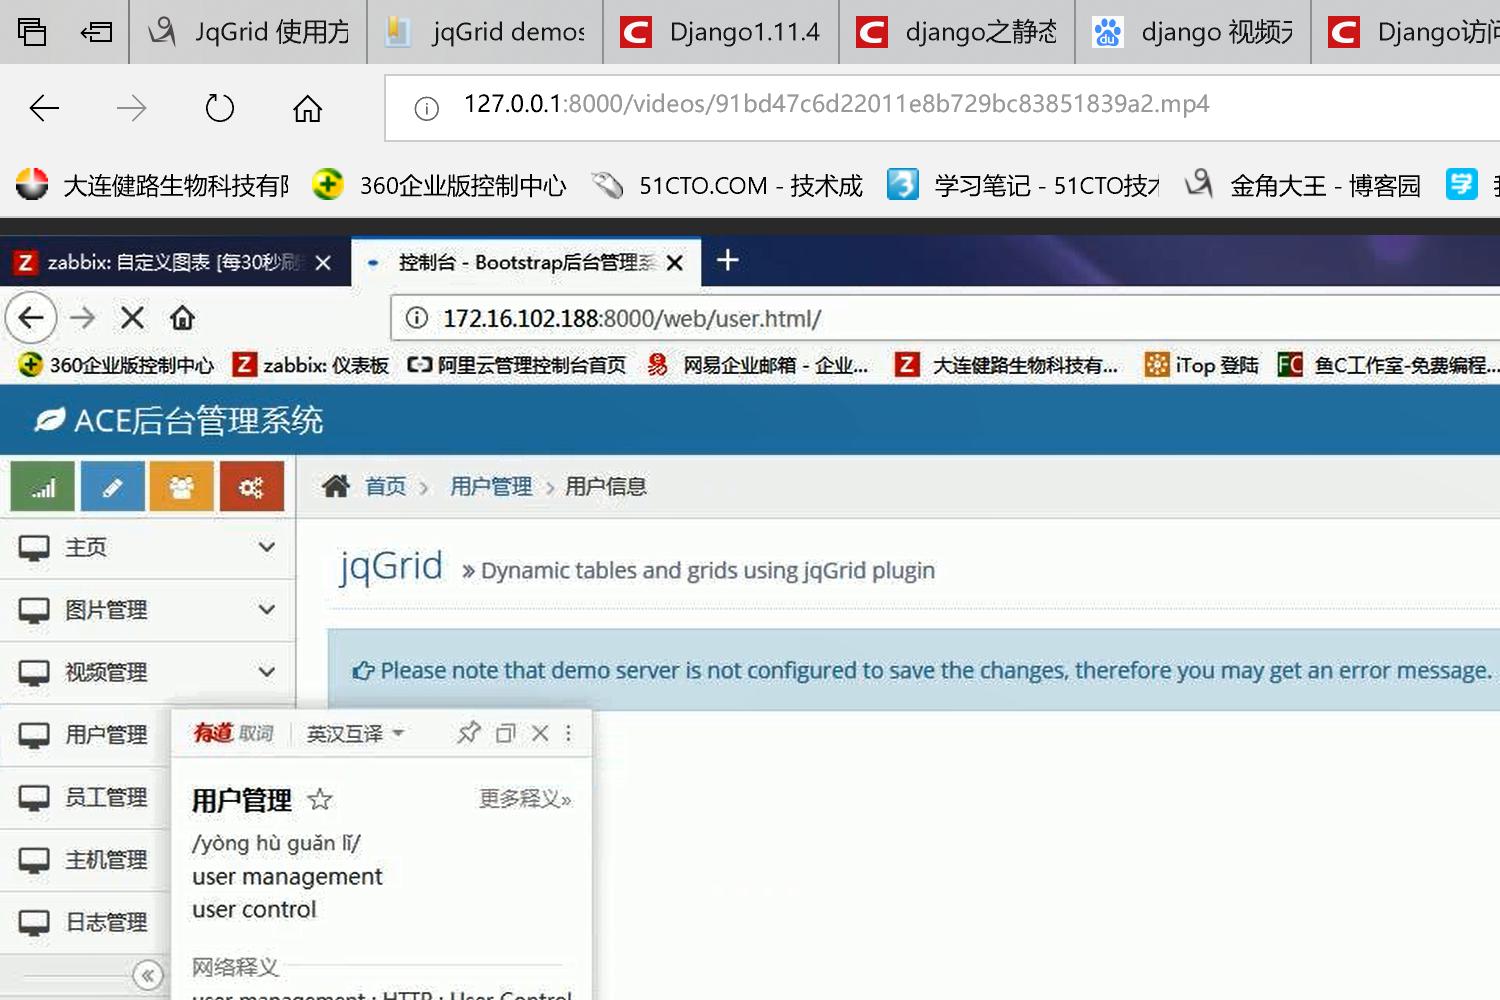 JqGrid 使用方
jqGrid demos
Django1.11.4
django之静态
django 视频
Django访问
127.0.0.1:8000/videos/91bd47c6d22011e8b729bc83851839a2.mp4
大连健路生物科技有限
360企业版控制中心
51CTO.COM - 技术成
学习笔记 - 51CTO技术
金角大王 - 博客园
zabbix: 自定义图表 [每30秒刷
控制台 - Bootstrap后台管理系
172.16.102.188:8000/web/user.html/
360企业版控制中心
zabbix: 仪表板
阿里云管理控制台首页
网易企业邮箱 - 企业...
大连健路生物科技有...
iTop 登陆
鱼C工作室-免费编程...
ACE后台管理系统
首页
用户管理
用户信息
主页
图片管理
视频管理
用户管理
员工管理
主机管理
日志管理
jqGrid » Dynamic tables and grids using jqGrid plugin
Please note that demo server is not configured to save the changes, therefore you may get an error message.
有道 取词
英汉互译
用户管理
更多释义»
/yòng hù guǎn lǐ/
user management
user control
网络释义
user management ; HTTP ; User Control